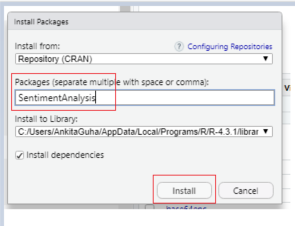 Install Packages
Install from:
Configuring Repositories
Repository (CRAN)
Packages (separate multiple with space or comma):
SentimentAnalysis
Install to Library:
C:/Users/AnkitaGuha/AppData/Local/Programs/R/R-4.3.1/librar
Install dependencies
Install
Cancel
base64enc